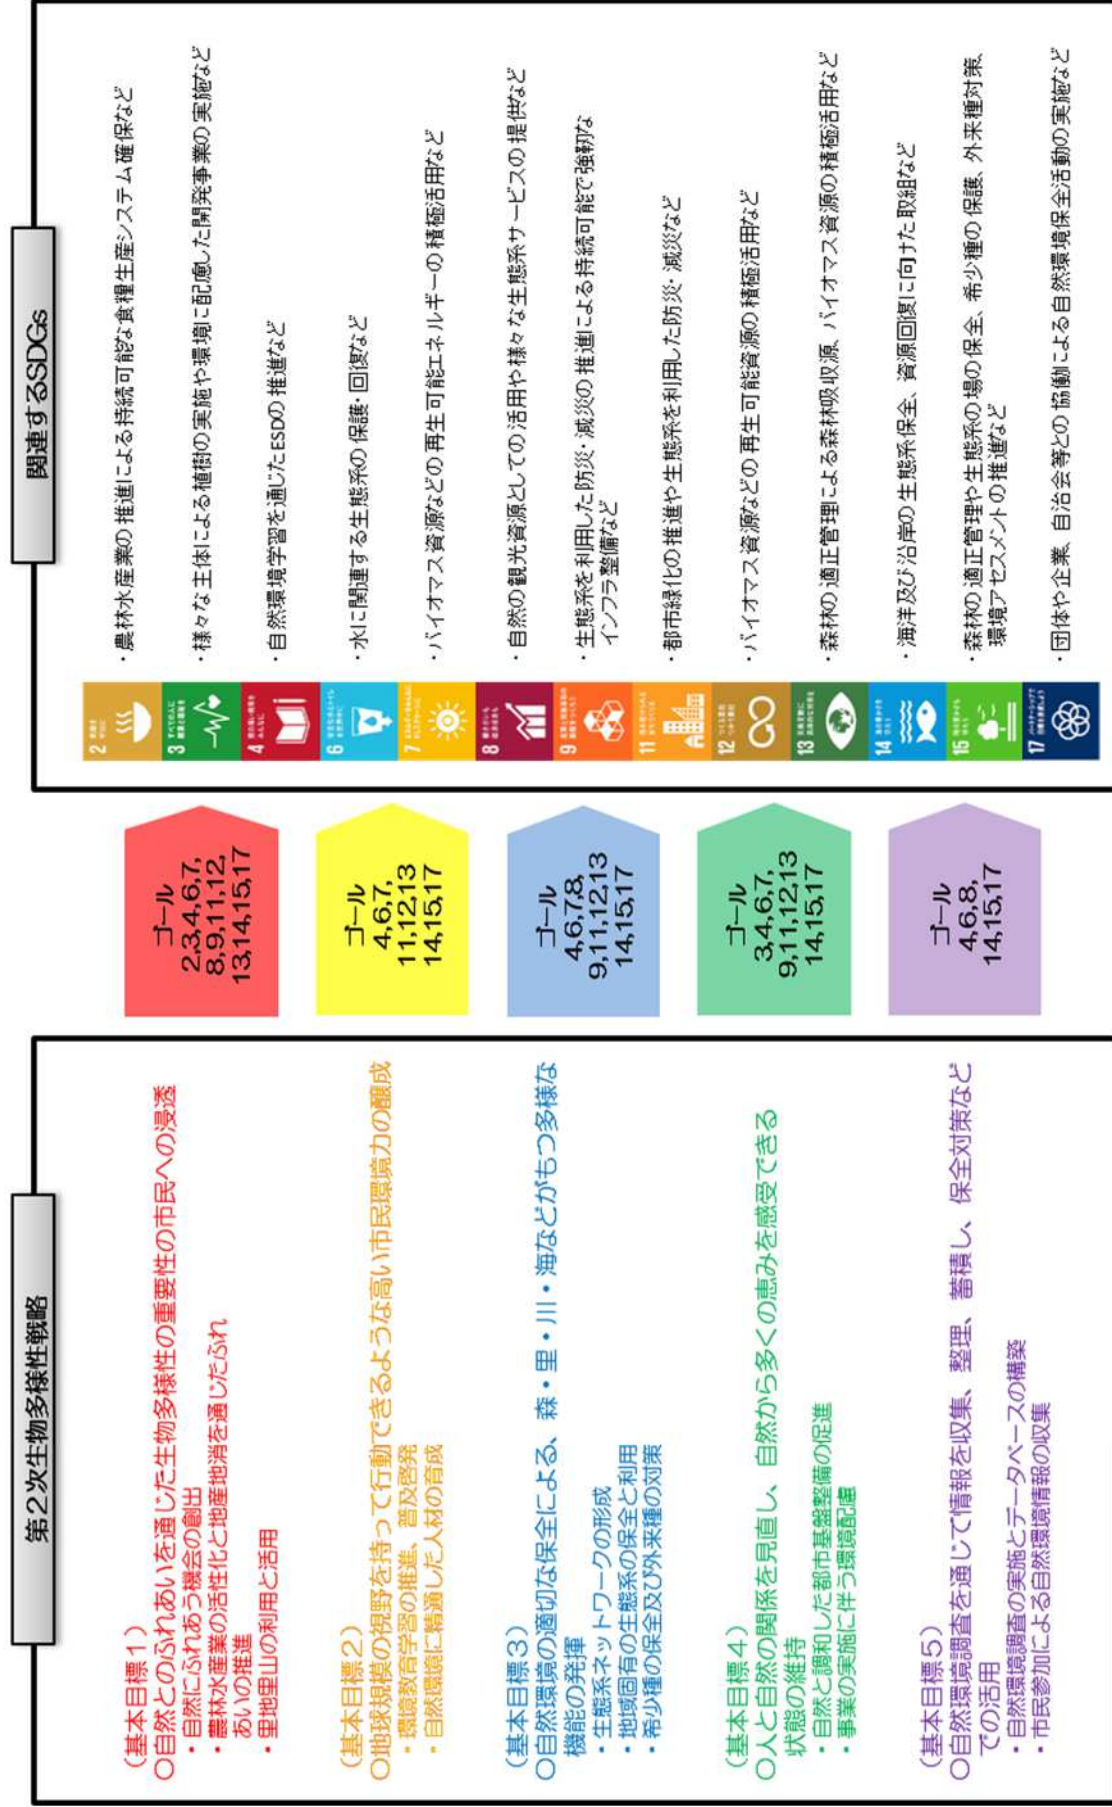 第２次生物多様性戦略
（基本目標１）
〇自然とのふれあいを通じた生物多様性の重要性の市民への浸透
・自然にふれあう機会の創出
・農林水産業の活性化と地産地消を通じたふれ
あいの推進
・里地里山の利用と活用
（基本目標２）
〇地球規模の視野を持って行動できるような高い市民環境力の醸成
・環境教育学習の推進、普及啓発
・自然環境に精通した人材の育成
（基本目標３）
〇自然環境の適切な保全による、森・里・川・海などがもつ多様な
機能の発揮
・生態系ネットワークの形成
・地域固有の生態系の保全と利用
・希少種の保全及び外来種の対策
（基本目標４）
〇人と自然の関係を見直し、自然から多くの恵みを感受できる
状態の維持
・自然と調和した都市基盤整備の促進
・事業の実施に伴う環境配慮
（基本目標５）
〇自然環境調査を通じて情報を収集、整理、蓄積し、保全対策など
での活用
・自然環境調査の実施とデータベースの構築
・市民参加による自然環境情報の収集
ゴール
2,3,4,6,7,
8,9,11,12,
13,14,15,17
ゴール
4,6,7,
11,12,13
14,15,17
ゴール
4,6,7,8,
9,11,12,13
14,15,17
ゴール
3,4,6,7,
9,11,12,13
14,15,17
ゴール
4,6,8,
14,15,17
関連するSDGs
2
・農林水産業の推進による持続可能な食糧生産システム確保など
3
・様々な主体による植樹の実施や環境に配慮した開発事業の実施など
4
・自然環境学習を通じたESDの推進など
6
・水に関連する生態系の保護・回復など
7
・バイオマス資源などの再生可能エネルギーの積極活用など
8
・自然の観光資源としての活用や様々な生態系サービスの提供など
9
・生態系を利用した防災・減災の推進による持続可能で強靭な
インフラ整備など
11
・都市緑化の推進や生態系を利用した防災・減災など
12
・バイオマス資源などの再生可能資源の積極活用など
13
・森林の適正管理による森林吸収源、バイオマス資源の積極活用など
14
・海洋及び沿岸の生態系保全、資源回復に向けた取組など
15
・森林の適正管理や生態系の場の保全、希少種の保護、外来種対策、
環境アセスメントの推進など
17
・団体や企業、自治会等との協働による自然環境保全活動の実施など